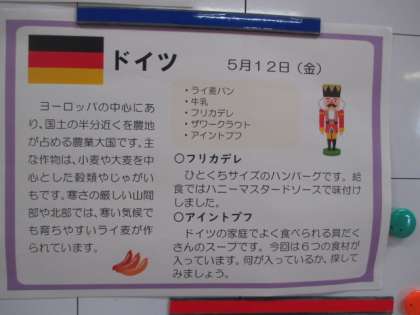 ドイツ
5月12日（金）
ヨーロッパの中心にあ
り、国土の半分近くを農地
が占める農業大国です。主
な作物は、小麦や大麦を中
心とした穀類やじゃがい
もです。寒さの厳しい山間
部や北部では、寒い気候で
も育ちやすいライ麦が作
られています。
・ライ麦パン
・牛乳
・フリカデレ
・ザワークラウト
・アイントプフ
○フリカデレ
ひとくちサイズのハンバーグです。給
食ではハニーマスタードソースで味付け
しました。
○アイントプフ
ドイツの家庭でよく食べられる具だく
さんのスープです。今回は６つの食材が
入っています。何が入っているか、探して
みましょう。